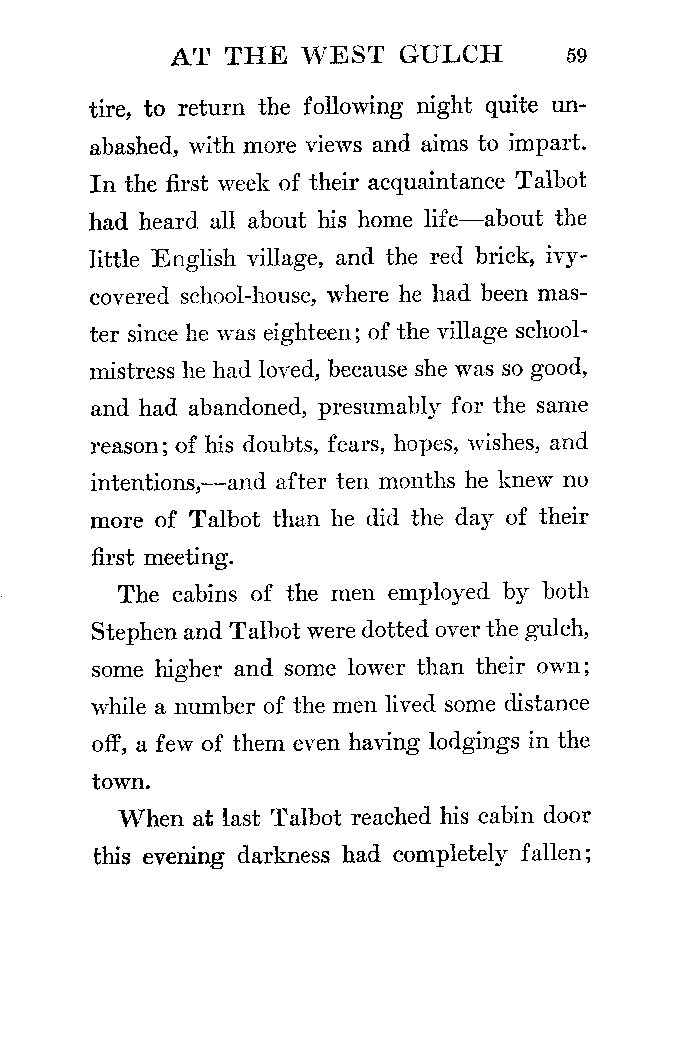 AT THE WEST GULCH 59
tire, to return the following night quite un-
abashed, with more views and aims to impart.
In the first week of their acquaintance Talbot
had heard all about his home life—about the
little English village, and the red brick, ivy-
covered school-house, where he had been mas-
ter since he was eighteen; of the village school-
mistress he had loved, because she was so good,
and had abandoned, presumably for the same
reason; of his doubts, fears, hopes, wishes, and
intentions,—and after ten months he knew no
more of Talbot than he did the day of their
first meeting.
The cabins of the men employed by both
Stephen and Talbot were dotted over the gulch,
some higher and some lower than their own;
while a number of the men lived some distance
off, a few of them even having lodgings in the
town.
When at last Talbot reached his cabin door
this evening darkness had completely fallen;